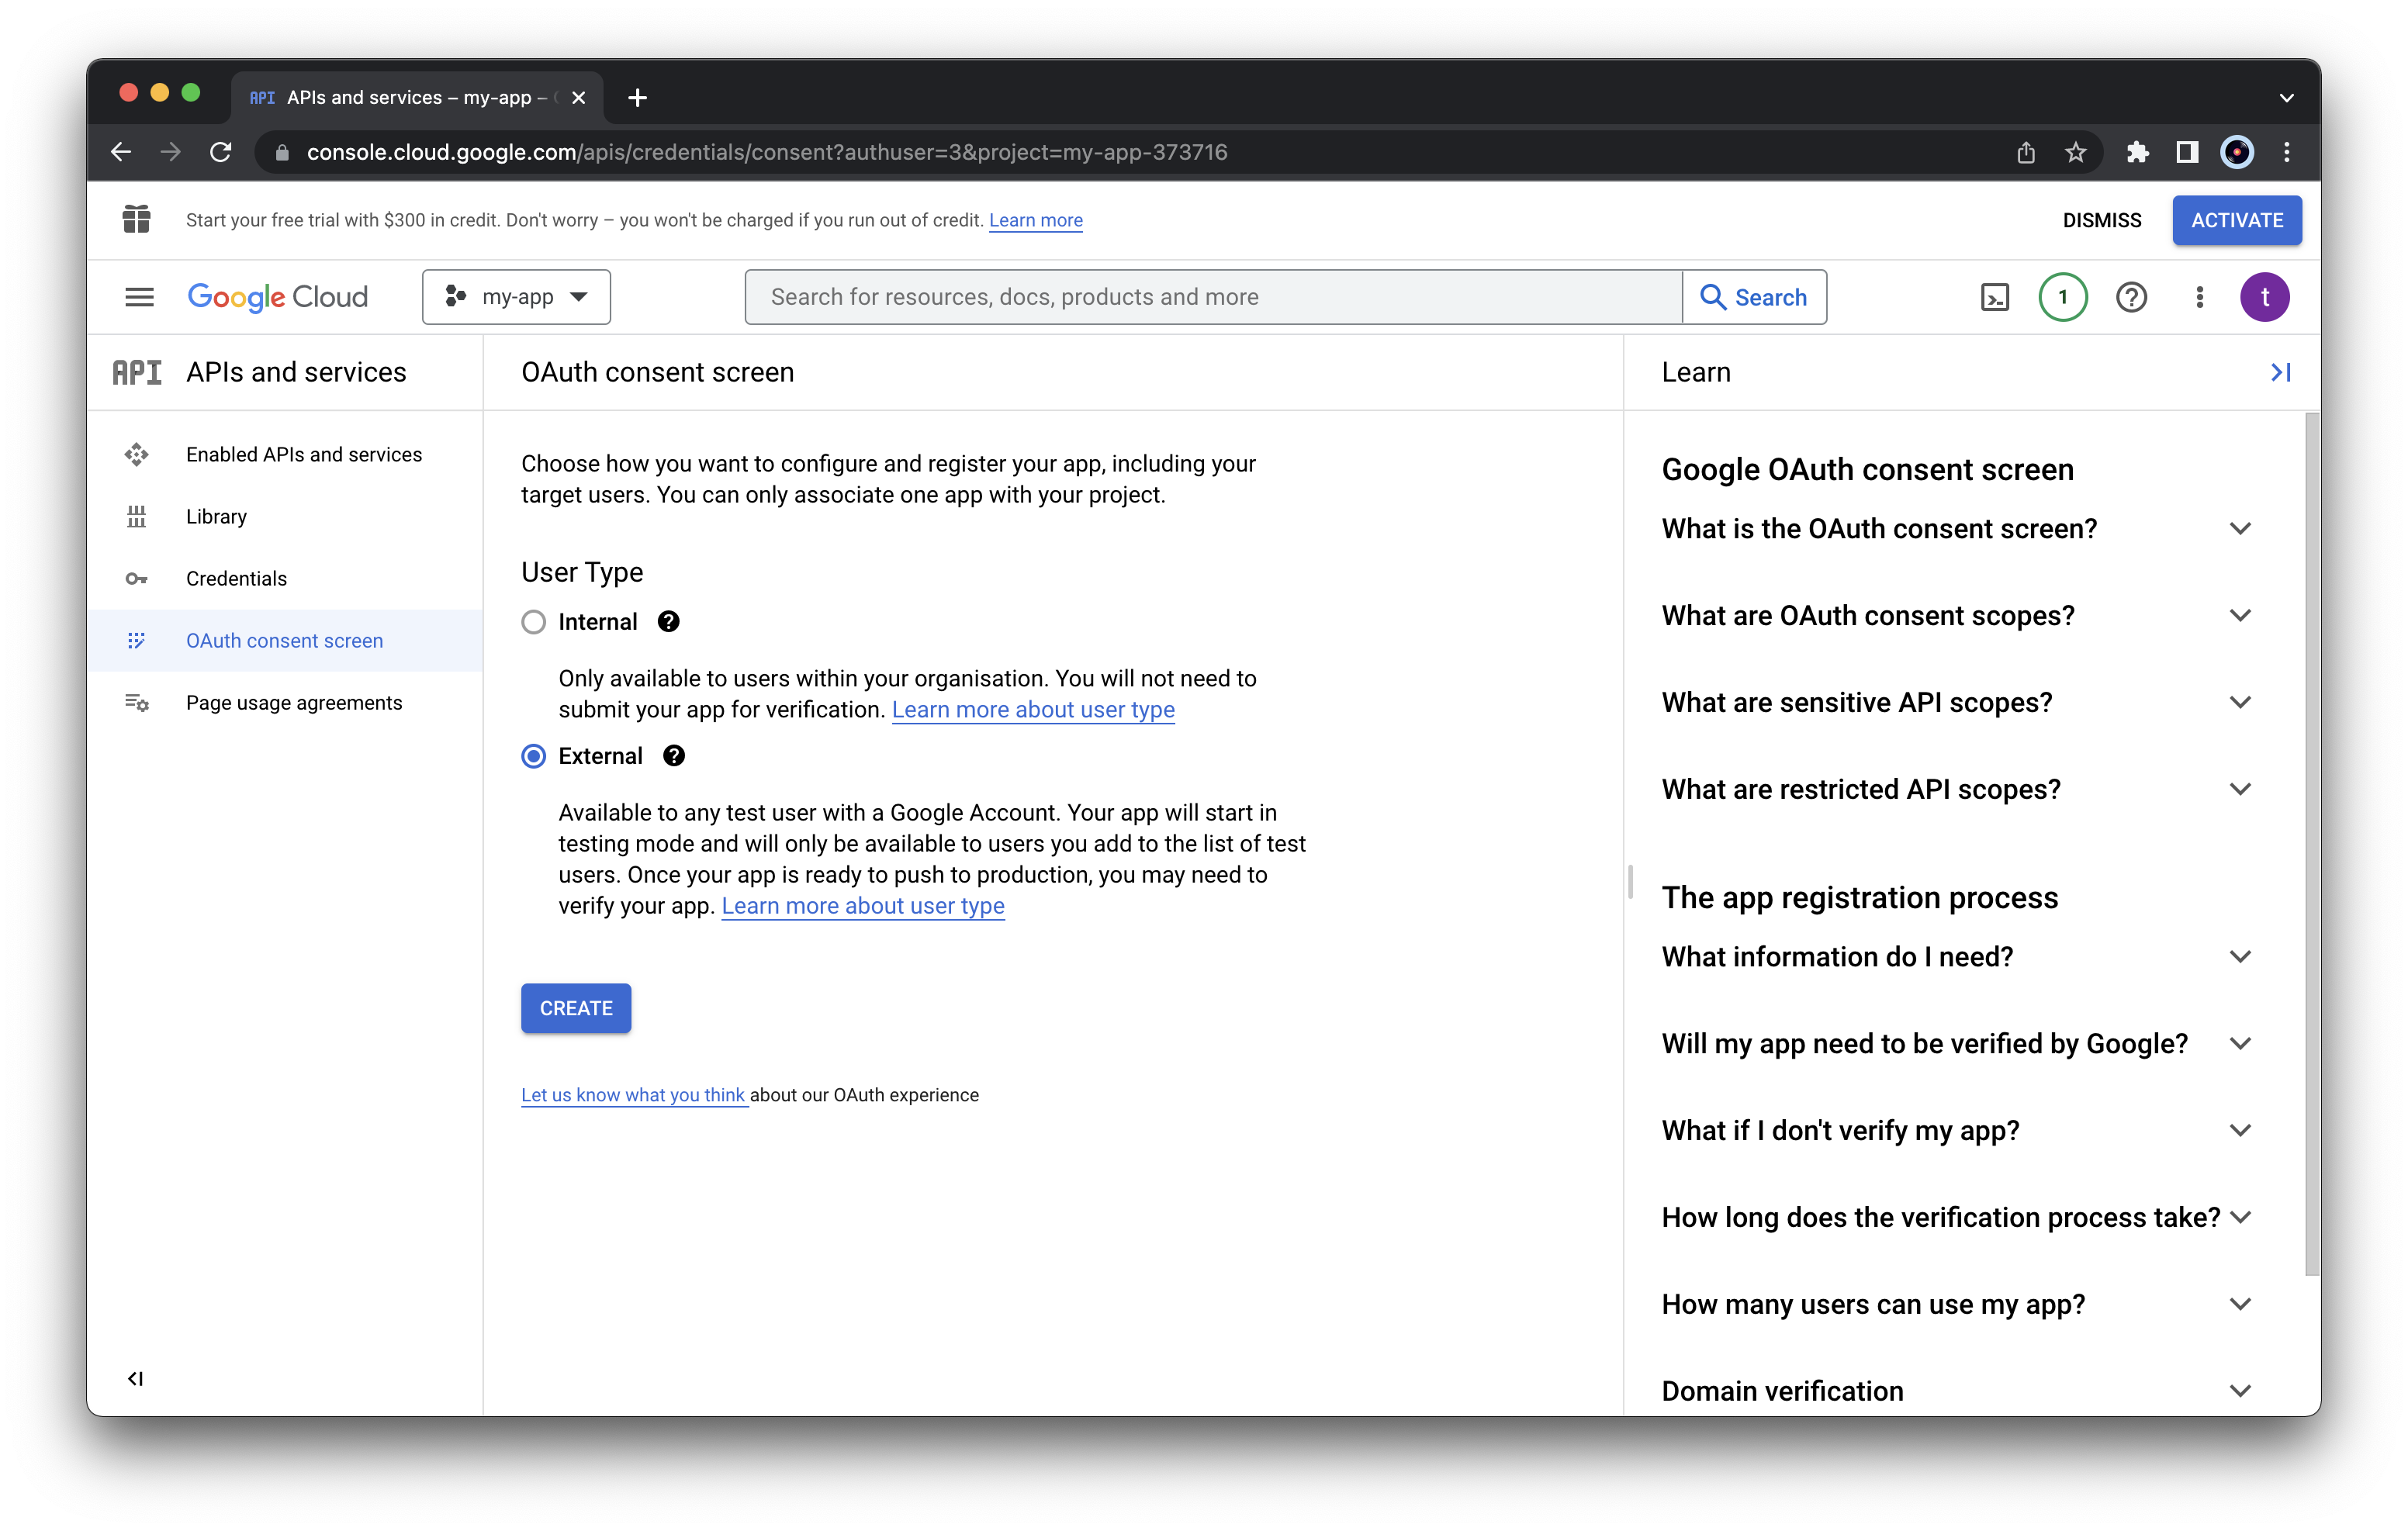 API APIs and services – my-app –
console.cloud.google.com/apis/credentials/consent?authuser=3&project=my-app-373716
Start your free trial with $300 in credit. Don't worry – you won't be charged if you run out of credit. Learn more
DISMISS
ACTIVATE
Google Cloud
my-app
Search for resources, docs, products and more
Search
1
t
API APIs and services
Enabled APIs and services
Library
Credentials
OAuth consent screen
Page usage agreements
OAuth consent screen
Choose how you want to configure and register your app, including your
target users. You can only associate one app with your project.
User Type
Internal
Only available to users within your organisation. You will not need to
submit your app for verification. Learn more about user type
External
Available to any test user with a Google Account. Your app will start in
testing mode and will only be available to users you add to the list of test
users. Once your app is ready to push to production, you may need to
verify your app. Learn more about user type
CREATE
Let us know what you think about our OAuth experience
Learn
Google OAuth consent screen
What is the OAuth consent screen?
What are OAuth consent scopes?
What are sensitive API scopes?
What are restricted API scopes?
The app registration process
What information do I need?
Will my app need to be verified by Google?
What if I don't verify my app?
How long does the verification process take?
How many users can use my app?
Domain verification